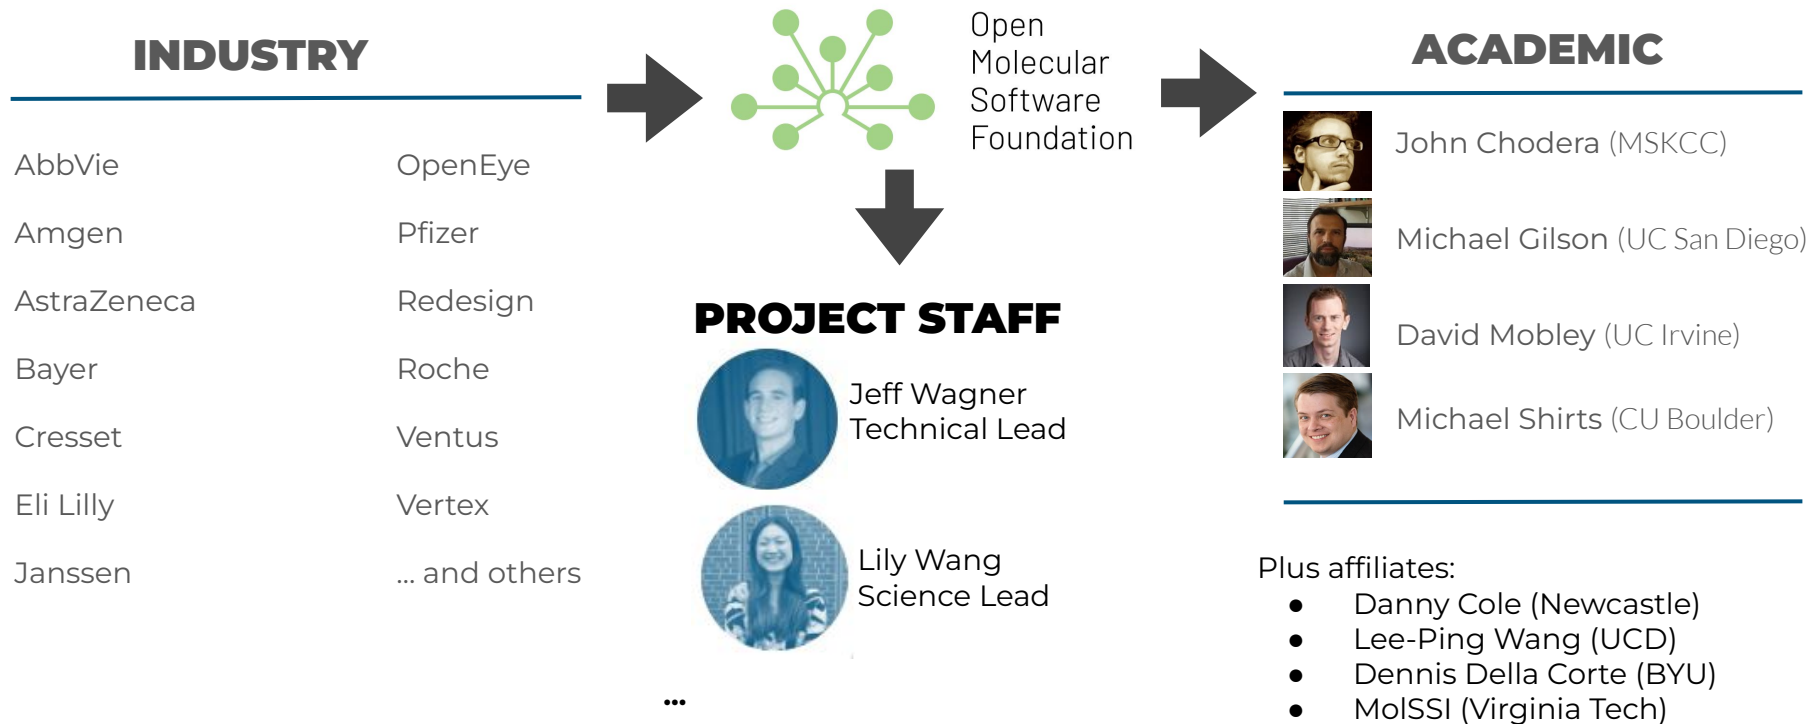 INDUSTRY
AbbVie
Amgen
AstraZeneca
Bayer
Cresset
Eli Lilly
Janssen
OpenEye
Pfizer
Redesign
Roche
Ventus
Vertex
... and others
Open
Molecular
Software
Foundation
PROJECT STAFF
Jeff Wagner
Technical Lead
Lily Wang
Science Lead
...
ACADEMIC
John Chodera (MSKCC)
Michael Gilson (UC San Diego)
David Mobley (UC Irvine)
Michael Shirts (CU Boulder)
Plus affiliates:
● Danny Cole (Newcastle)
● Lee-Ping Wang (UCD)
● Dennis Della Corte (BYU)
● MolSSI (Virginia Tech)